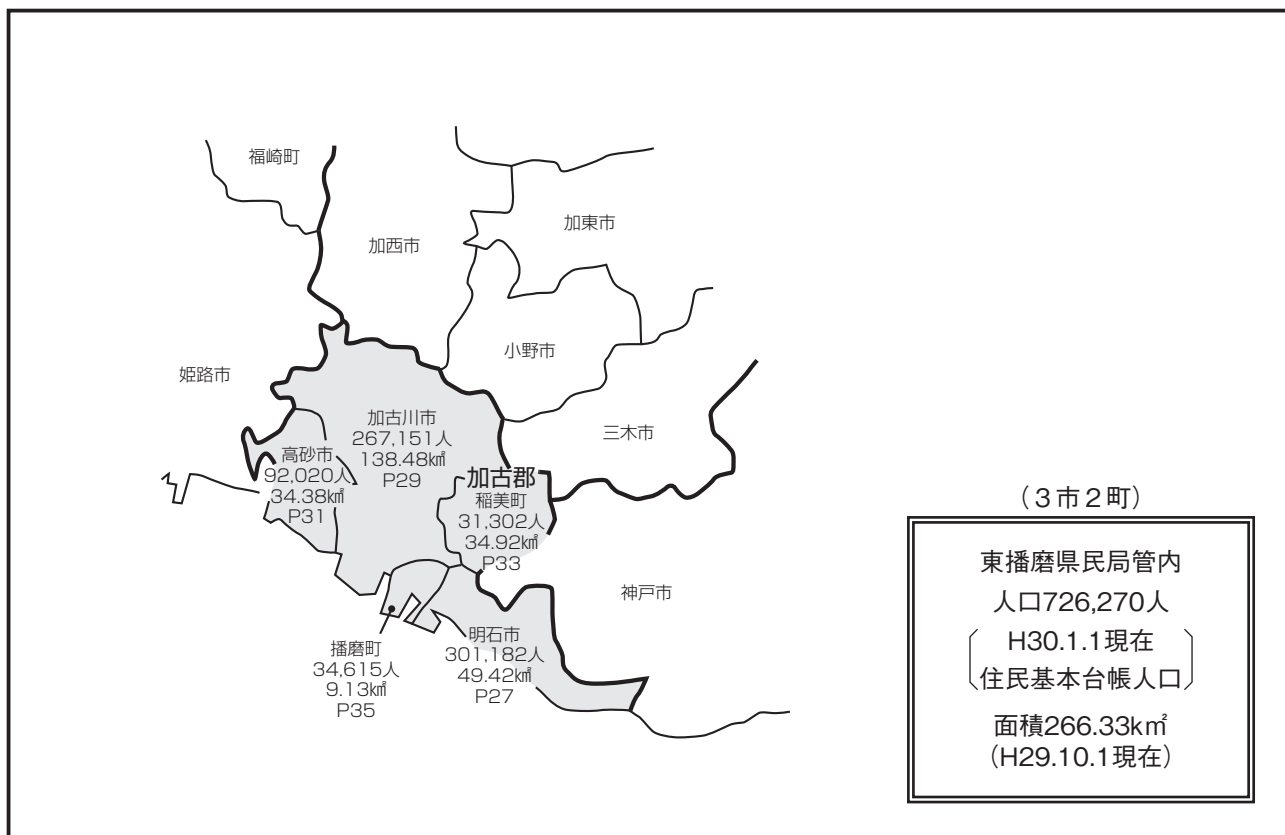 福崎町
加西市
加東市
小野市
姫路市
三木市
加古川市
267,151人
138.48㎢
P29
高砂市
92,020人
34.38㎢
P31
加古郡
稲美町
31,302人
34.92㎢
P33
神戸市
播磨町
34,615人
9.13㎢
P35
明石市
301,182人
49.42㎢
P27
（3市2町）
東播磨県民局管内
人口726,270人
H30.1.1現在
住民基本台帳人口
面積266.33k㎡
（H29.10.1現在）